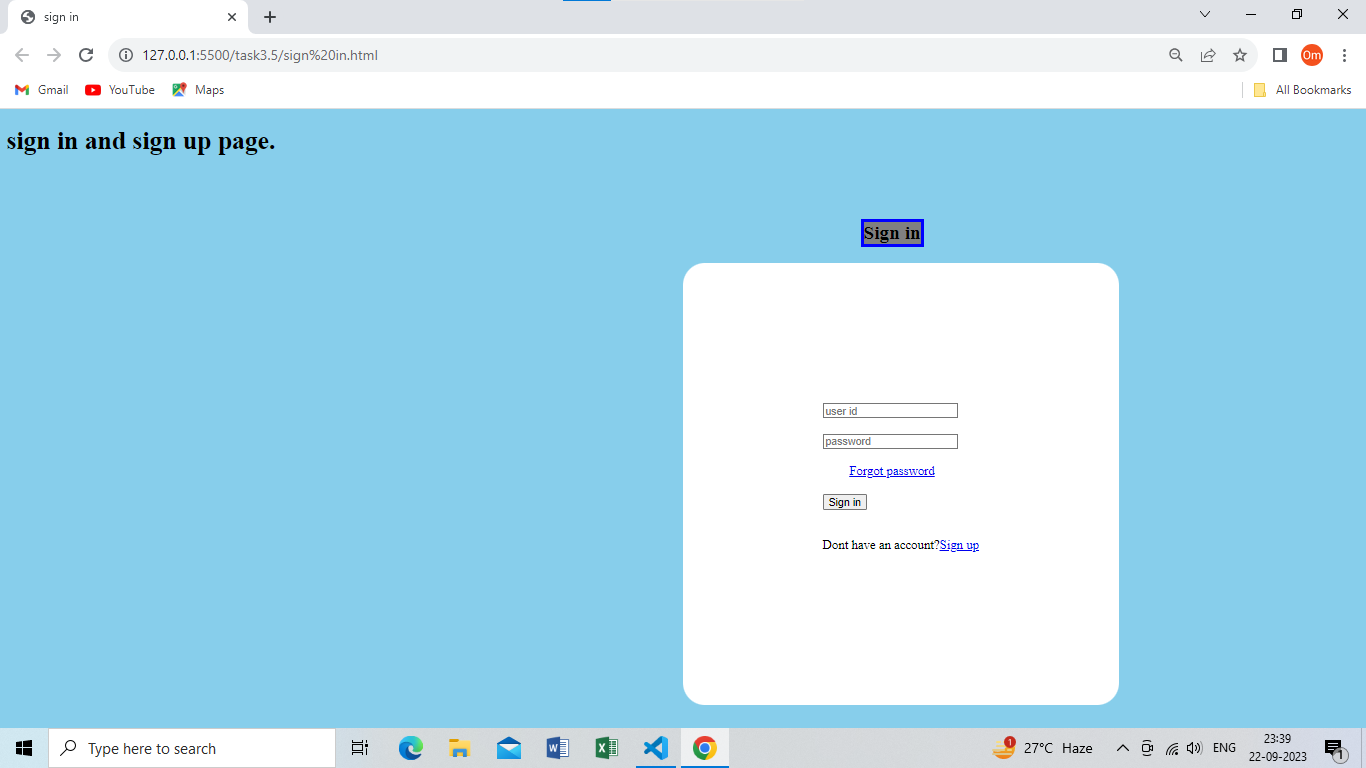 sign in
127.0.0.1:5500/task3.5/sign%20in.html
Om
Gmail YouTube Maps All Bookmarks
sign in and sign up page.
Sign in
user id
password
Forgot password
Sign in
Dont have an account?Sign up
Type here to search
1
27°C Haze
ENG
23:39
22-09-2023
1